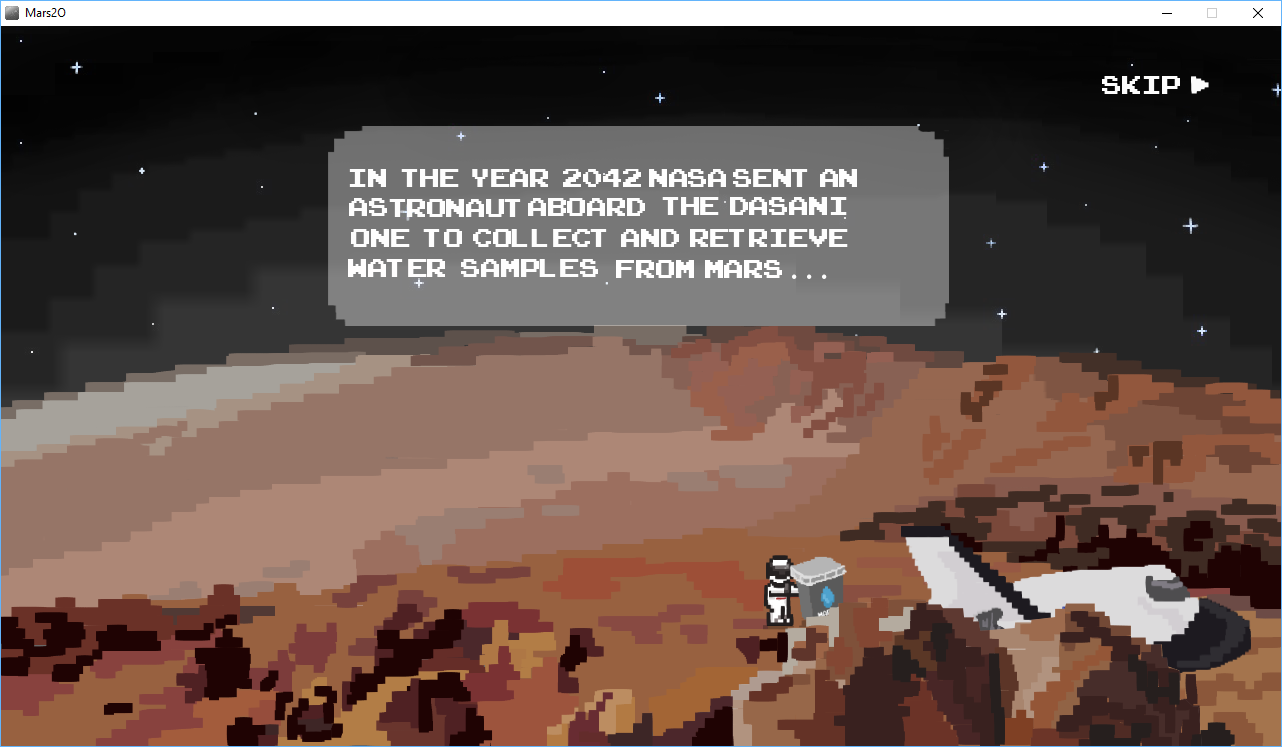 Mars2O
SKIP
IN THE YEAR 2042 NASA SENT AN
ASTRONAUT ABOARD THE DASANI
ONE TO COLLECT AND RETRIEVE
WATER SAMPLES FROM MARS...